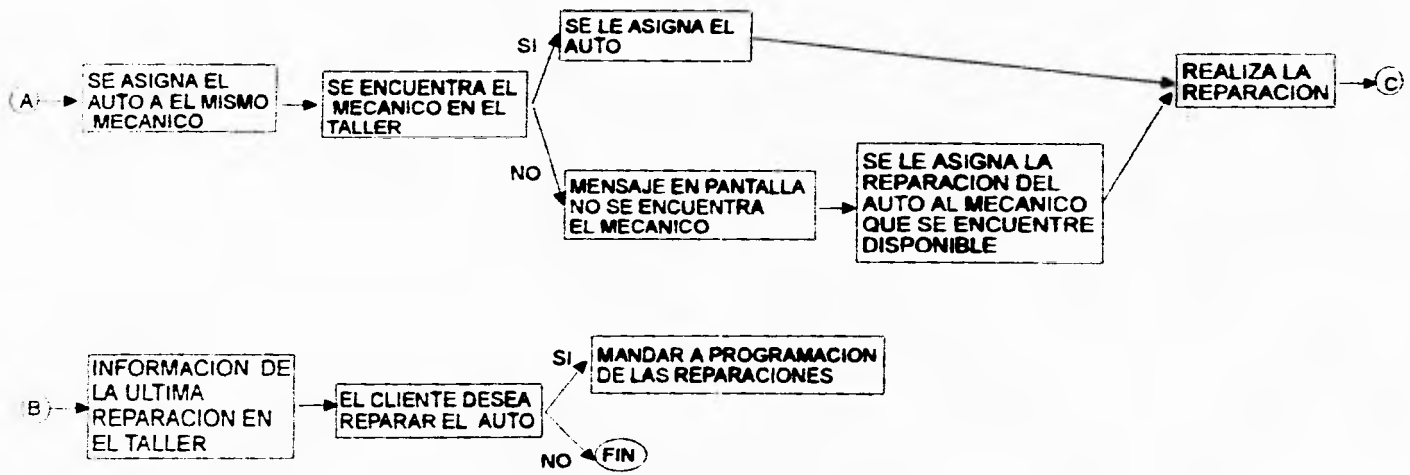 A
SE ASIGNA EL
AUTO A EL MISMO
MECANICO
SE ENCUENTRA EL
MECANICO EN EL
TALLER
SI
SE LE ASIGNA EL
AUTO
NO
MENSAJE EN PANTALLA
NO SE ENCUENTRA
EL MECANICO
SE LE ASIGNA LA
REPARACION DEL
AUTO AL MECANICO
QUE SE ENCUENTRE
DISPONIBLE
REALIZA LA
REPARACION
C
B
INFORMACION DE
LA ULTIMA
REPARACION EN
EL TALLER
EL CLIENTE DESEA
REPARAR EL AUTO
SI
MANDAR A PROGRAMACION
DE LAS REPARACIONES
NO
FIN